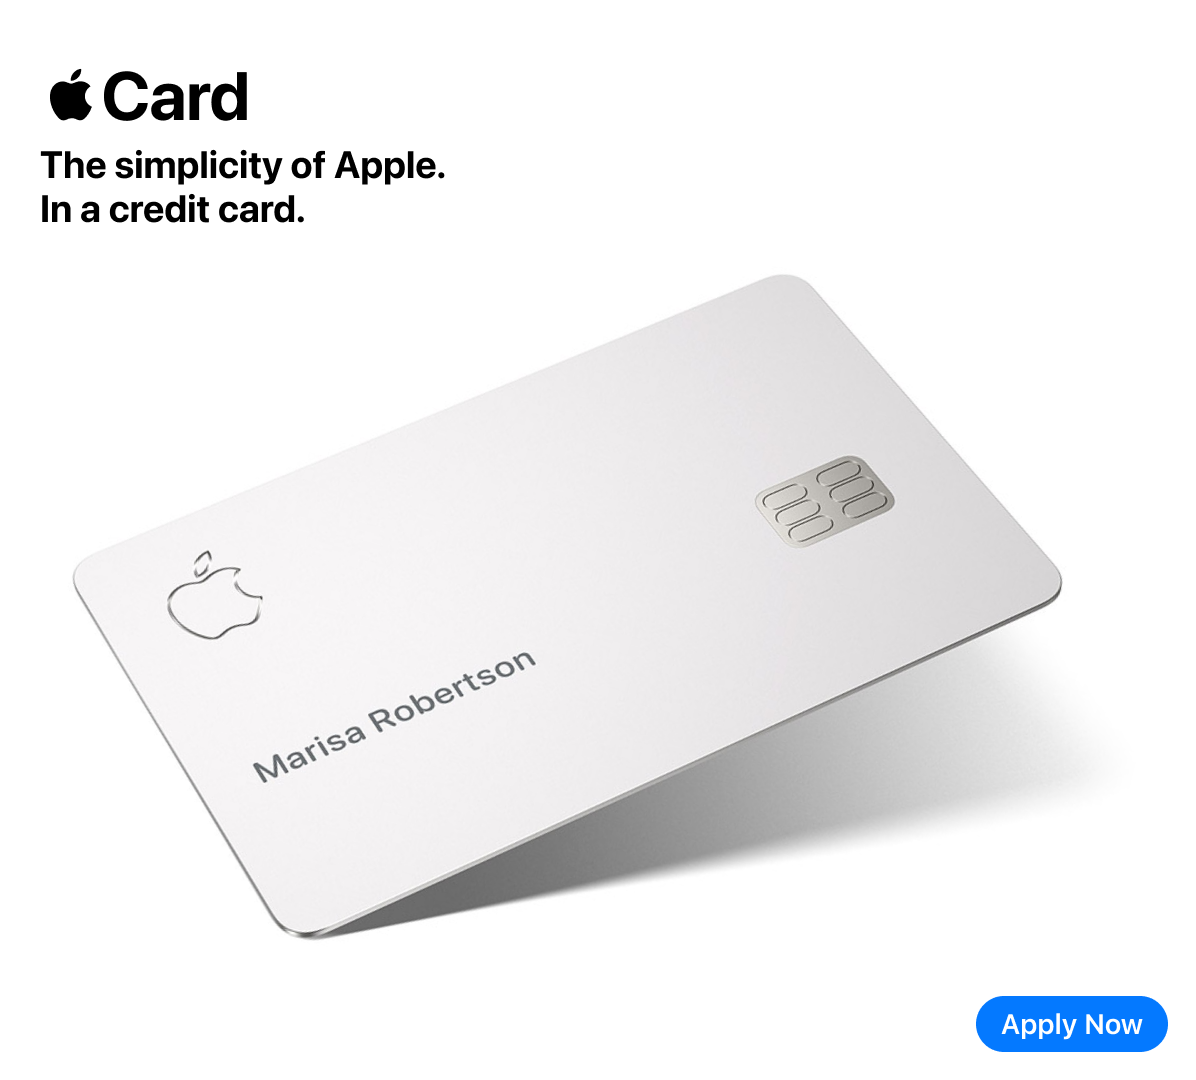 Card
The simplicity of Apple.
In a credit card.
Marisa Robertson
Apply Now